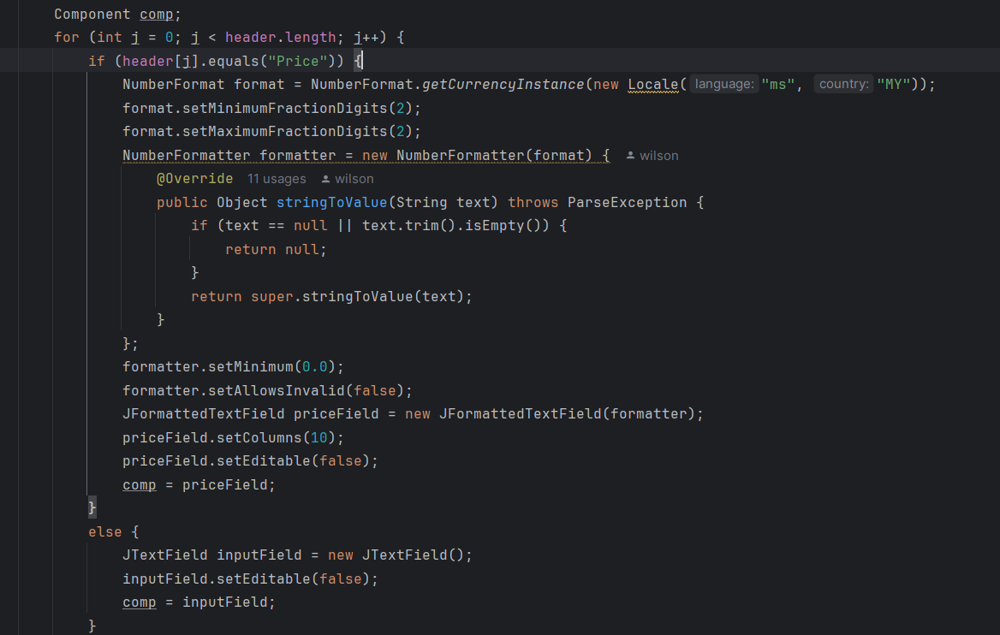 Component comp;
for (int j = 0; j < header.length; j++) {
if (header[j].equals("Price")) {
NumberFormat format = NumberFormat.getCurrencyInstance(new Locale( language: "ms", country: "MY"));
format.setMinimumFractionDigits(2);
format.setMaximumFractionDigits(2);
NumberFormatter formatter = new NumberFormatter(format) { wilson
@Override 11 usages wilson
public Object stringToValue(String text) throws ParseException {
if (text == null || text.trim().isEmpty()) {
return null;
}
return super.stringToValue(text);
}
};
formatter.setMinimum(0.0);
formatter.setAllowsInvalid(false);
JFormattedTextField priceField = new JFormattedTextField(formatter);
priceField.setColumns(10);
priceField.setEditable(false);
comp = priceField;
}
else {
JTextField inputField = new JTextField();
inputField.setEditable(false);
comp = inputField;
}